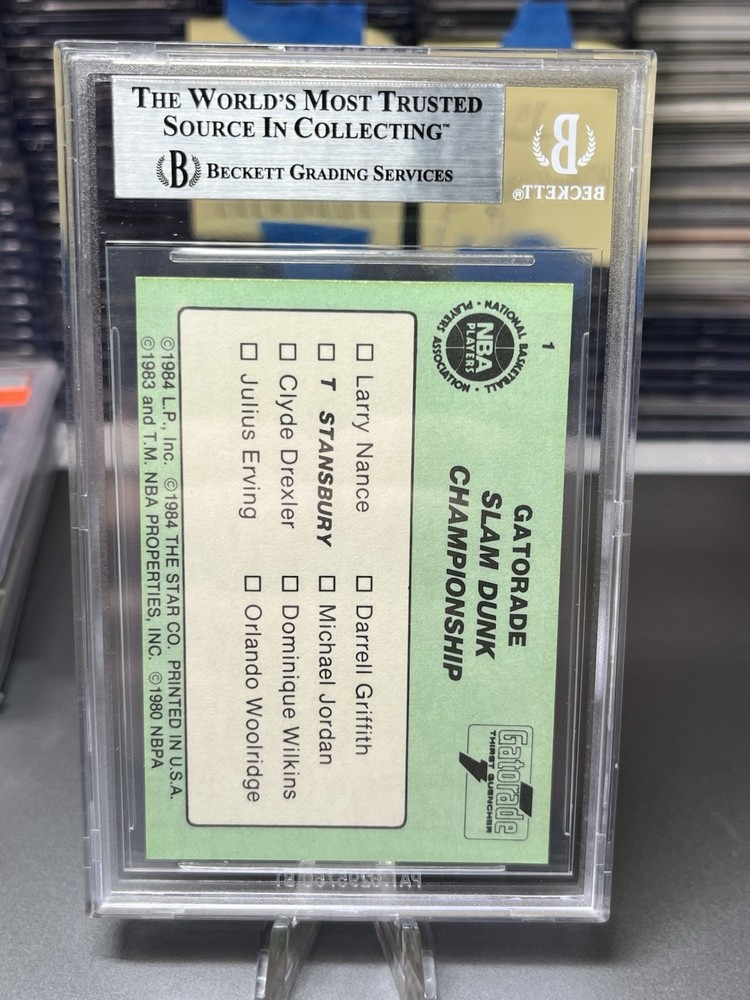 THE WORLD'S MOST TRUSTED
SOURCE IN COLLECTING™
B BECKETT GRADING SERVICES
B
BECKETT®
1
NATIONAL BASKETBALL PLAYERS ASSOCIATION
NBA
PLAYERS
GATORADE
SLAM DUNK
CHAMPIONSHIP
Gatorade
THIRST QUENCHER
☐ Larry Nance ☐ Darrell Griffith
☐ T STANSBURY ☐ Michael Jordan
☐ Clyde Drexler ☐ Dominique Wilkins
☐ Julius Erving ☐ Orlando Woolridge
©1984 L.P., Inc. ©1984 THE STAR CO. PRINTED IN U.S.A.
©1983 and T.M. NBA PROPERTIES, INC. ©1980 NBPA